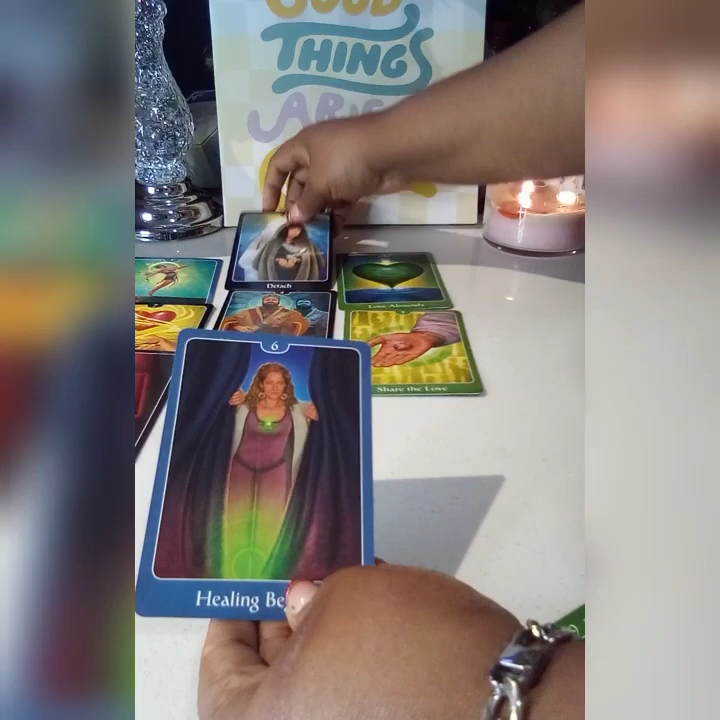 GOOD
THINGS
Detach
Love Abounds
Share the Love
6
Healing Be